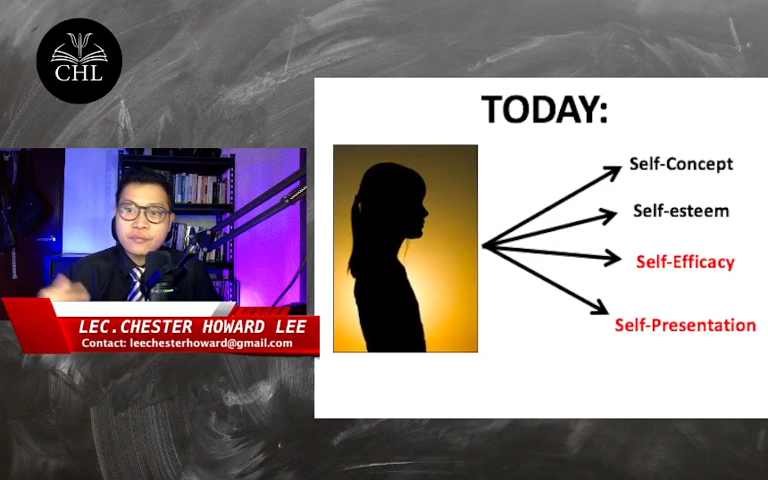 CHL
TODAY:
Self-Concept
Self-esteem
Self-Efficacy
Self-Presentation
LEC.CHESTER HOWARD LEE
Contact: leechesterhoward@gmail.com